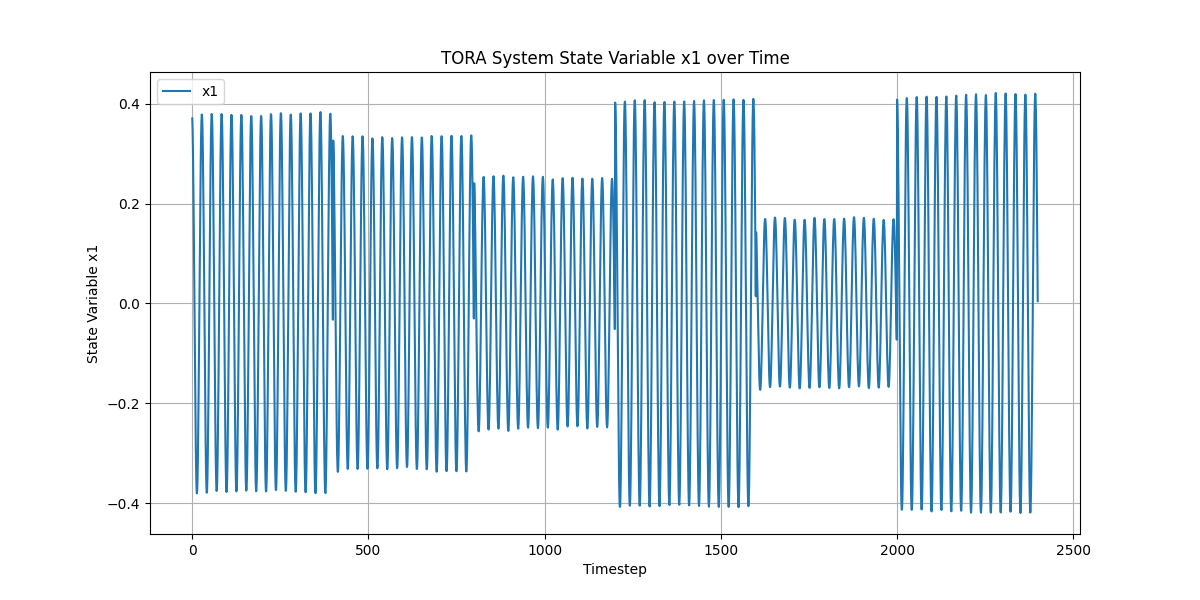 TORA System State Variable x1 over Time
x1
0.4
0.2
0.0
−0.2
−0.4
State Variable x1
0 500 1000 1500 2000 2500
Timestep